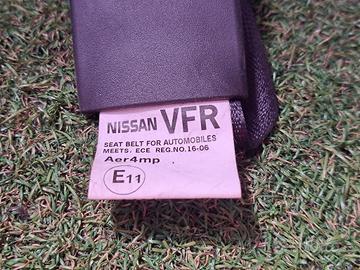 NISSAN VFR
SEAT BELT FOR AUTOMOBILES
MEETS. ECE REG.NO.16-06
Aer4mp
E11